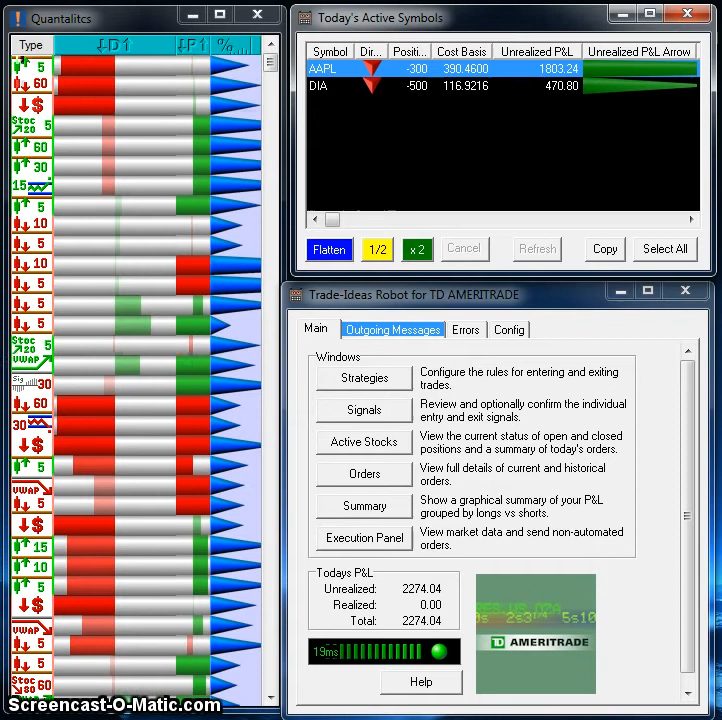 Quantalitcs
Type D P %
5
60
$
Stoc 20 5
60
30
15
5
10
5
10
5
5
5
Stoc 20 5
VWAP
Sig 30
60
30
$
5
VWAP
5
$
15
10
5
$
VWAP
5
5
Stoc 80 60
Today's Active Symbols
Symbol Dir... Positi... Cost Basis Unrealized P&L Unrealized P&L Arrow
AAPL -300 390.4600 1803.24
DIA -500 116.9216 470.80
Flatten 1/2 x 2 Cancel Refresh Copy Select All
Trade-Ideas Robot for TD AMERITRADE
Main Outgoing Messages Errors Config
Windows
Strategies Configure the rules for entering and exiting
trades.
Signals Review and optionally confirm the individual
entry and exit signals.
Active Stocks View the current status of open and closed
positions and a summary of today's orders.
Orders View full details of current and historical
orders.
Summary Show a graphical summary of your P&L
grouped by longs vs shorts.
Execution Panel View market data and send non-automated
orders.
Todays P&L
Unrealized: 2274.04
Realized: 0.00
Total: 2274.04
19ms
Help
2s 5s10
TD AMERITRADE
Screencast-O-Matic.com